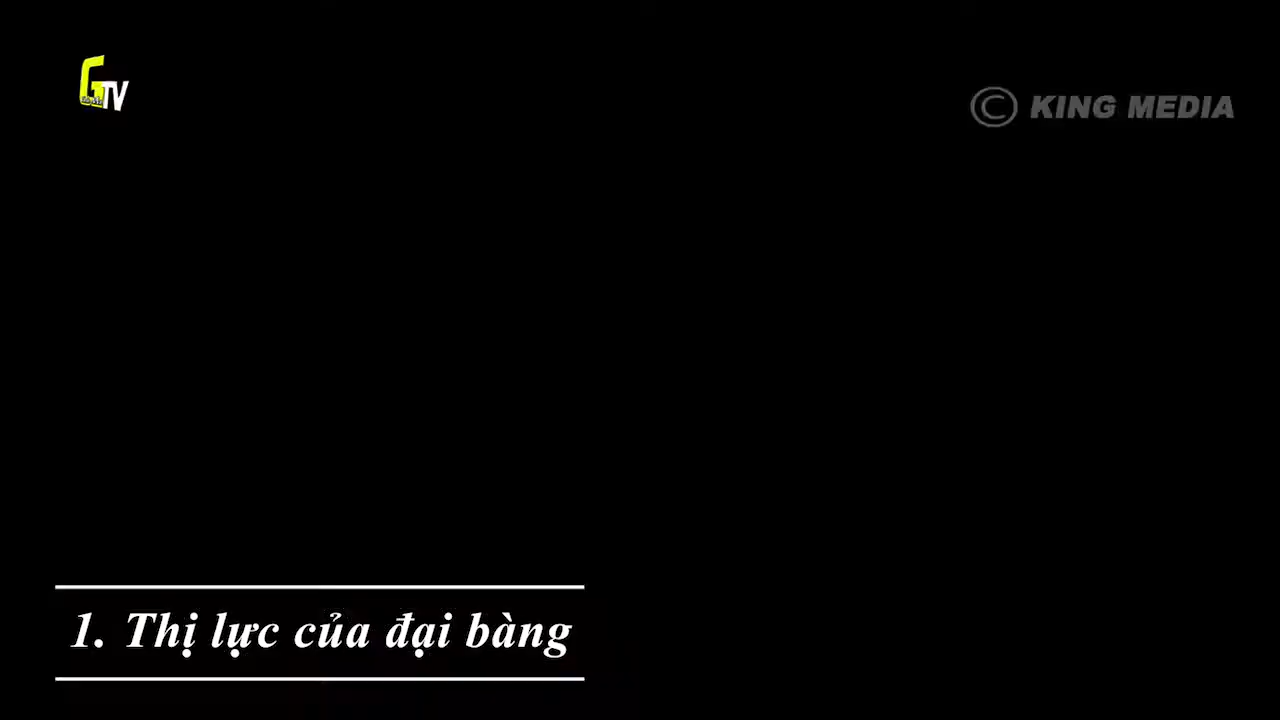 GTV
© KING MEDIA
1. Thị lực của đại bàng